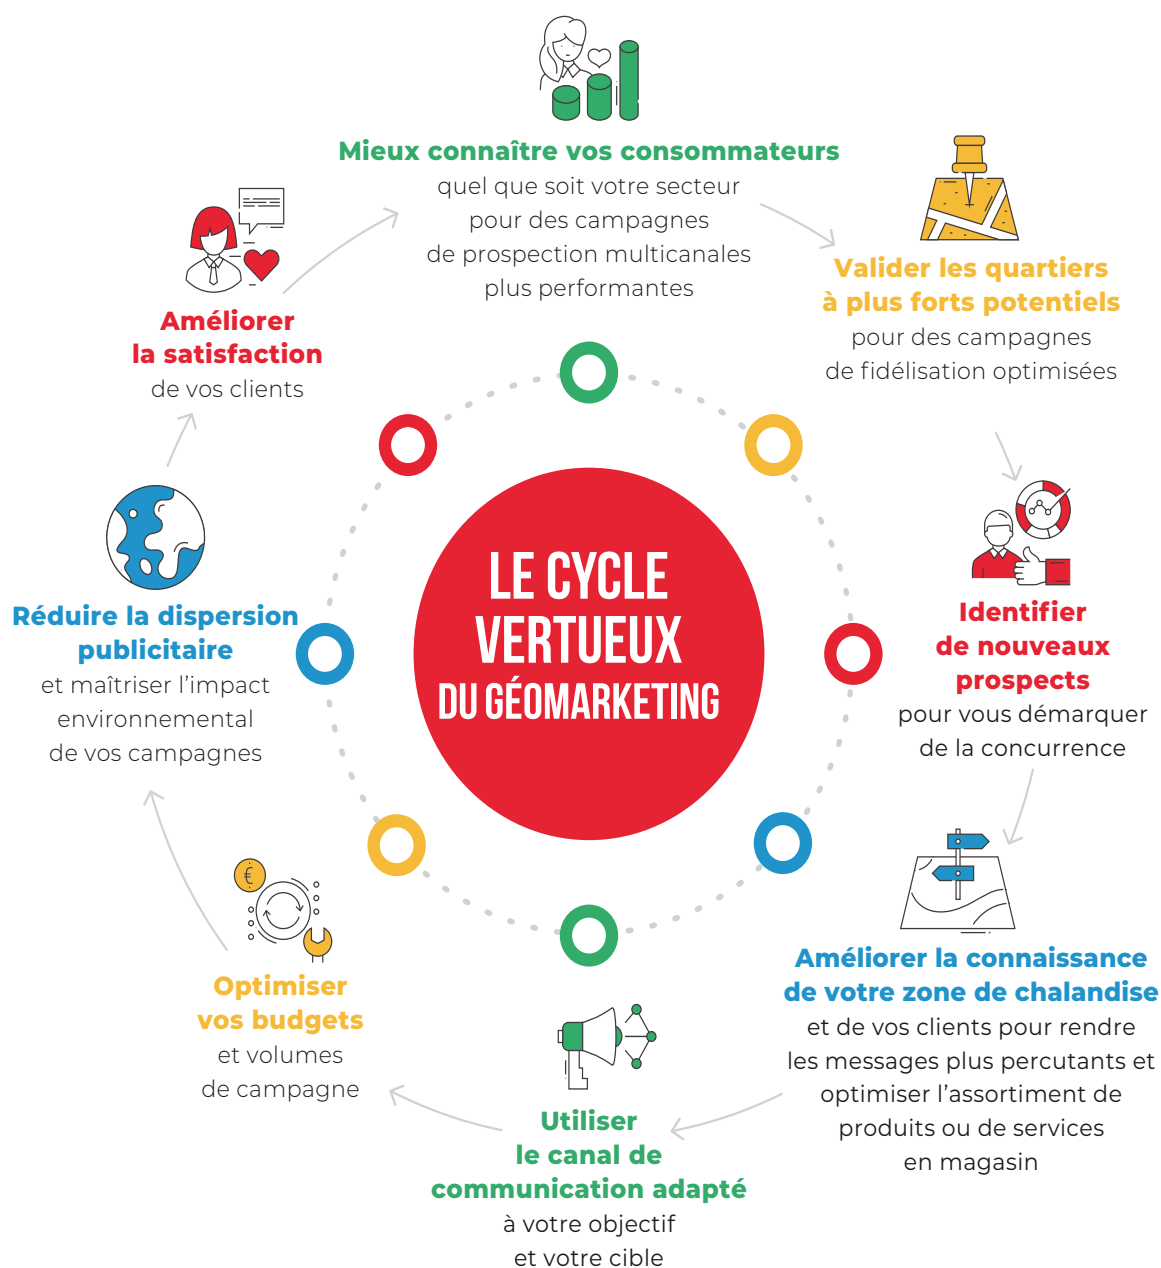 Mieux connaître vos consommateurs
quel que soit votre secteur
pour des campagnes
de prospection multicanales
plus performantes
Valider les quartiers
à plus forts potentiels
pour des campagnes
de fidélisation optimisées
Identifier
de nouveaux
prospects
pour vous démarquer
de la concurrence
Améliorer la connaissance
de votre zone de chalandise
et de vos clients pour rendre
les messages plus percutants et
optimiser l’assortiment de
produits ou de services
en magasin
Utiliser
le canal de
communication adapté
à votre objectif
et votre cible
€
Optimiser
vos budgets
et volumes
de campagne
Réduire la dispersion
publicitaire
et maîtriser l’impact
environnemental
de vos campagnes
Améliorer
la satisfaction
de vos clients
LE CYCLE
VERTUEUX
DU GÉOMARKETING